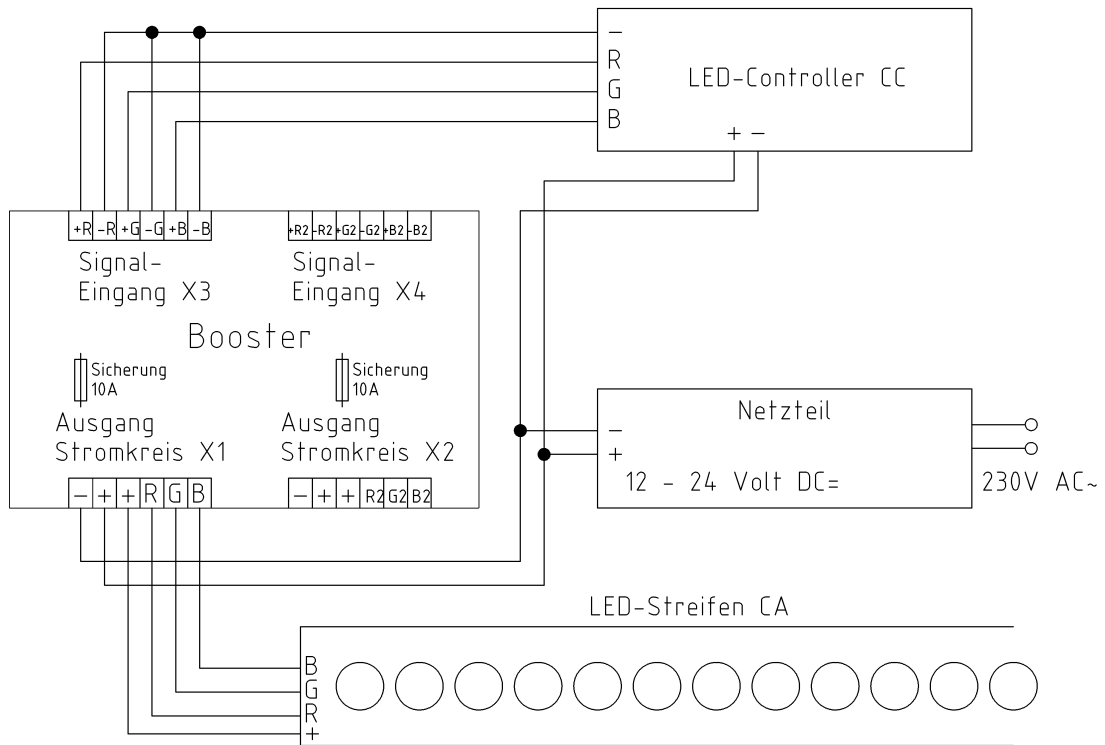 −
R
G
B
LED-Controller CC
+ −
+R −R +G −G +B −B
+R2 -R2 +G2 -G2 +B2 -B2
Signal-
Eingang X3
Signal-
Eingang X4
Booster
Sicherung
10A
Sicherung
10A
Ausgang
Stromkreis X1
Ausgang
Stromkreis X2
− + + R G B
− + + R2 G2 B2
Netzteil
−
+
12 - 24 Volt DC=
230V AC~
LED-Streifen CA
B
G
R
+